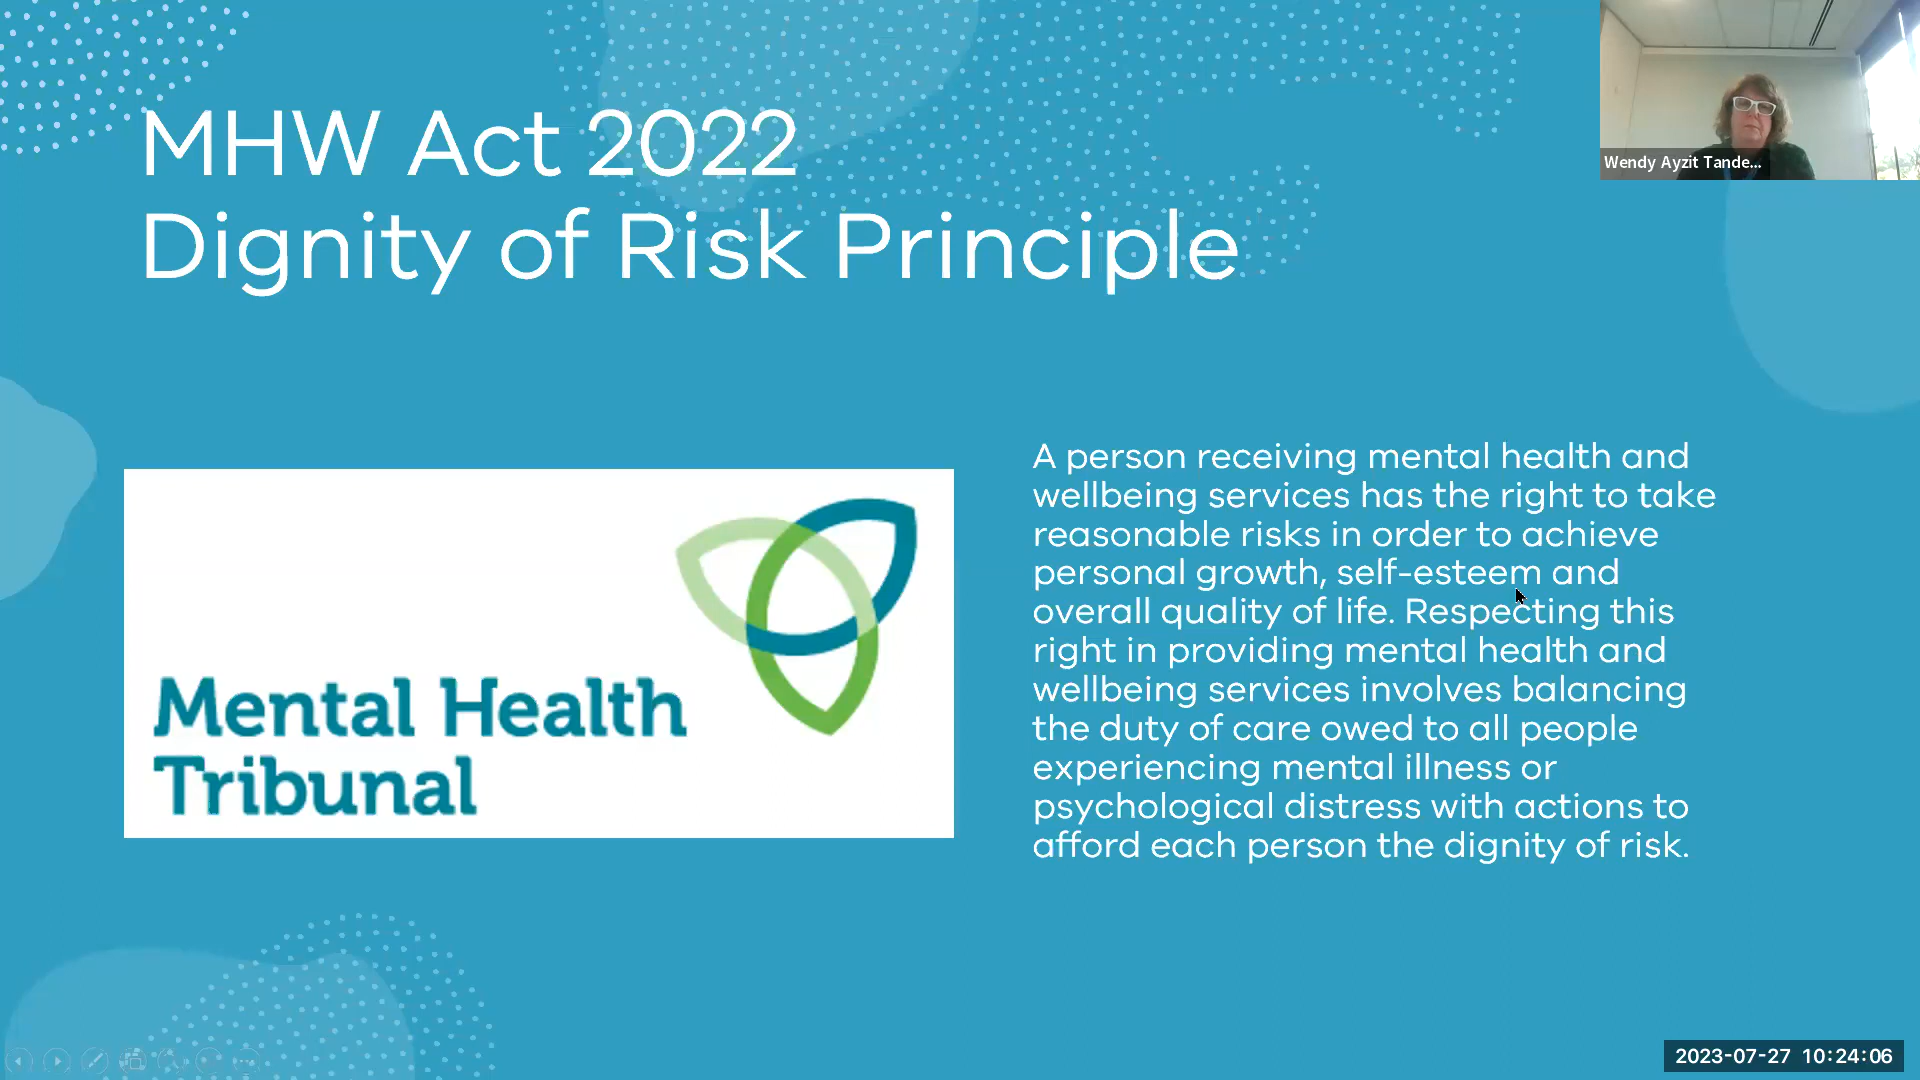 MHW Act 2022
Dignity of Risk Principle
Wendy Ayzit Tande...
A person receiving mental health and
wellbeing services has the right to take
reasonable risks in order to achieve
personal growth, self-esteem and
overall quality of life. Respecting this
right in providing mental health and
wellbeing services involves balancing
the duty of care owed to all people
experiencing mental illness or
psychological distress with actions to
afford each person the dignity of risk.
Mental Health
Tribunal
2023-07-27 10:24:06